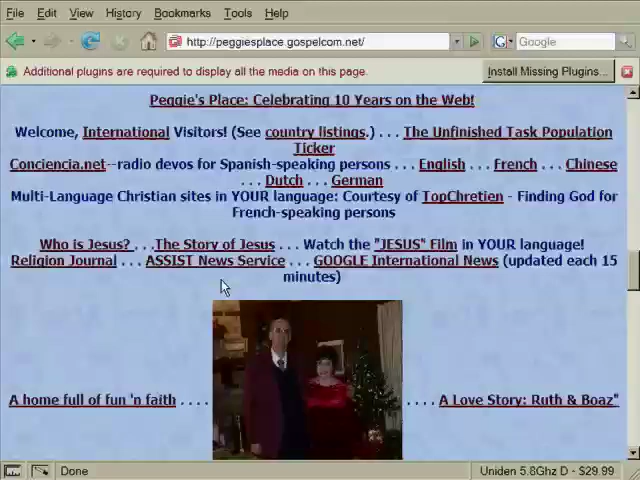 File Edit View History Bookmarks Tools Help
http://peggiesplace.gospelcom.net/ Google
Additional plugins are required to display all the media on this page. Install Missing Plugins...
Peggie's Place: Celebrating 10 Years on the Web!
Welcome, International Visitors! (See country listings.) . . . The Unfinished Task Population
Ticker
Conciencia.net--radio devos for Spanish-speaking persons . . . English . . . French . . . Chinese
. . . Dutch . . . German
Multi-Language Christian sites in YOUR language: Courtesy of TopChretien - Finding God for
French-speaking persons
Who is Jesus? . . .The Story of Jesus . . . Watch the "JESUS" Film in YOUR language!
Religion Journal . . . ASSIST News Service . . . GOOGLE International News (updated each 15
minutes)
A home full of fun 'n faith . . . . . . . . A Love Story: Ruth & Boaz"
Done Uniden 5.8Ghz D - $29.99